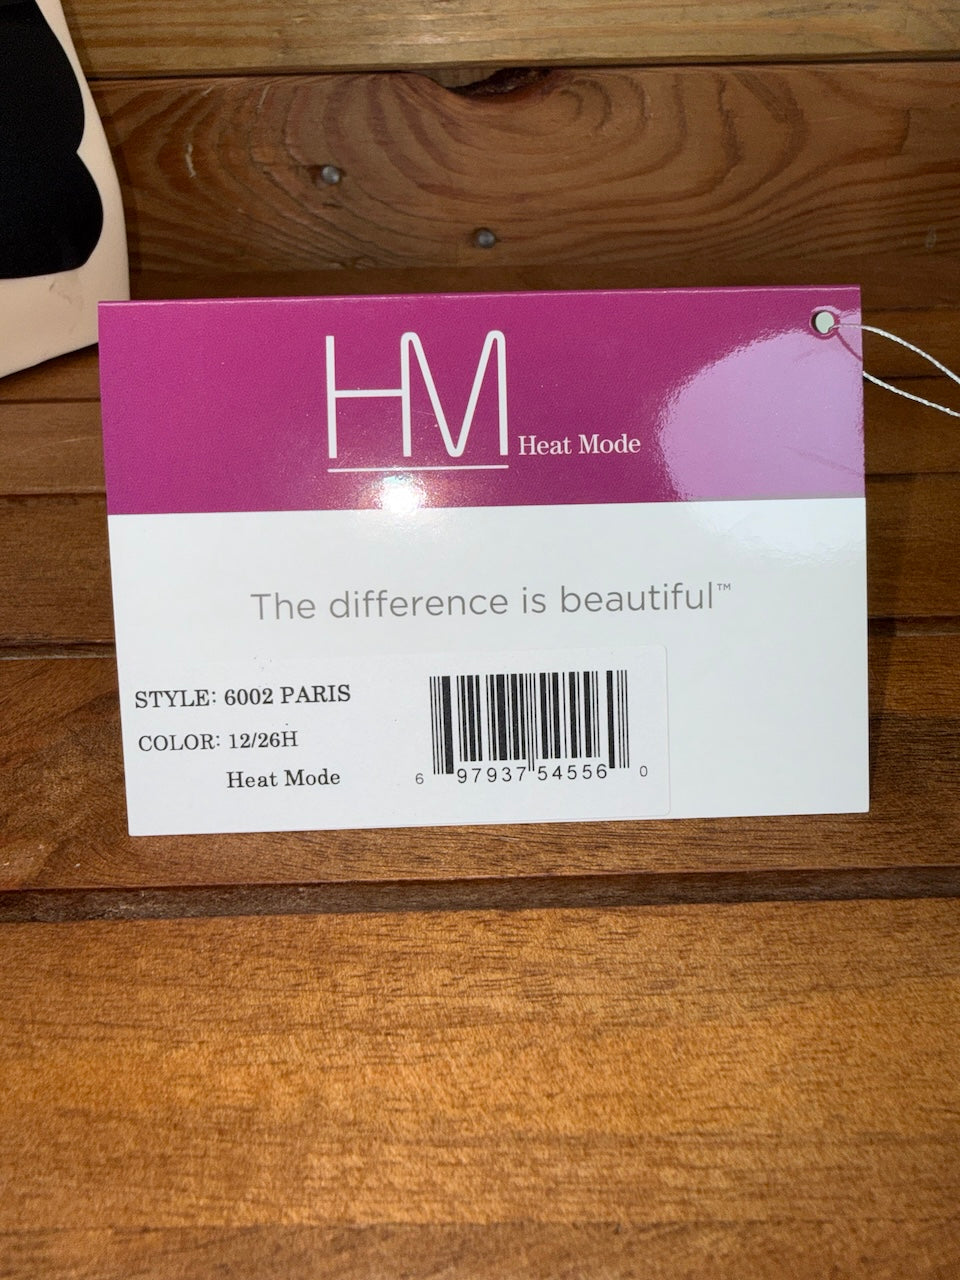 HM Heat Mode
The difference is beautiful™
STYLE: 6002 PARIS
COLOR: 12/26H
Heat Mode
6 97937 54556 0